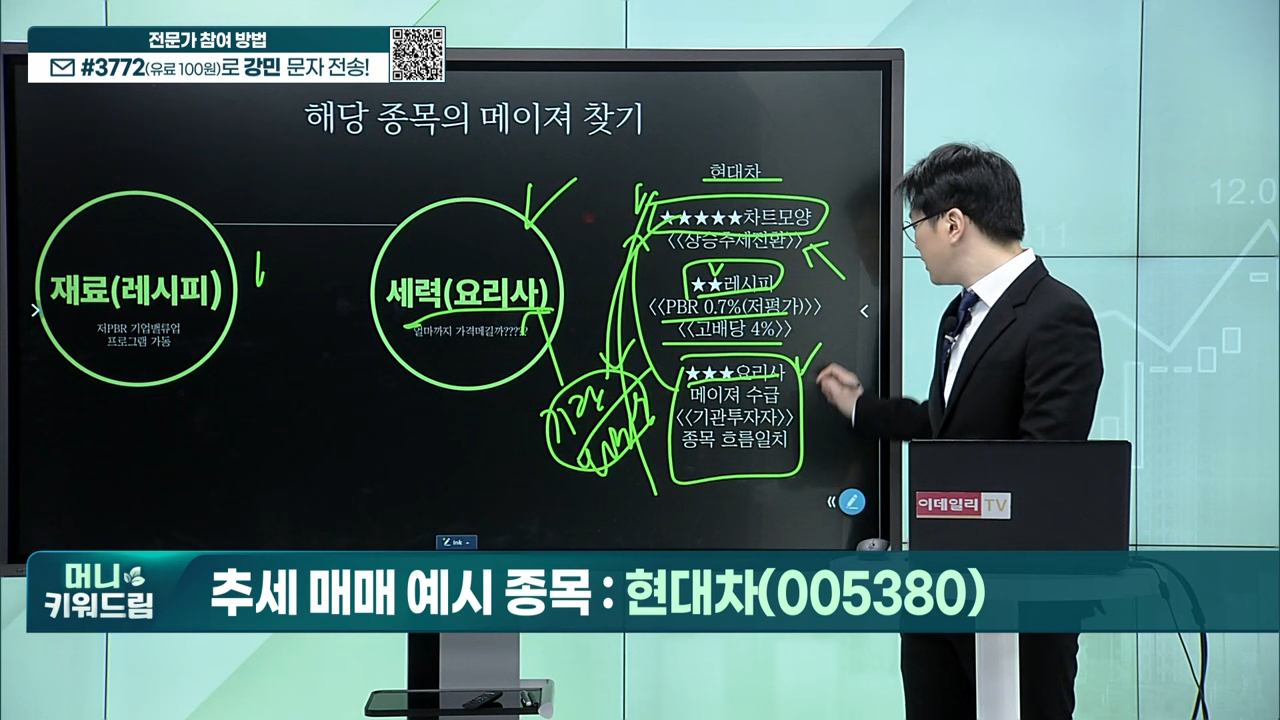 전문가 참여 방법
#3772(유료 100원)로 강민 문자 전송!
해당 종목의 메이져 찾기
재료(레시피)
저PBR 기업밸류업
프로그램 가동
세력(요리사)
얼마까지 가격메길까????
현대차
★★★★★차트모양
<<상승추세전환>>
★★레시피
<<PBR 0.7%(저평가)>>
<<고배당 4%>>
★★★요리사
메이져 수급
<<기관투자자>>
종목 흐름일치
기관
12.0
11
Ink
이데일리TV
머니
키워드림
추세 매매 예시 종목 : 현대차(005380)